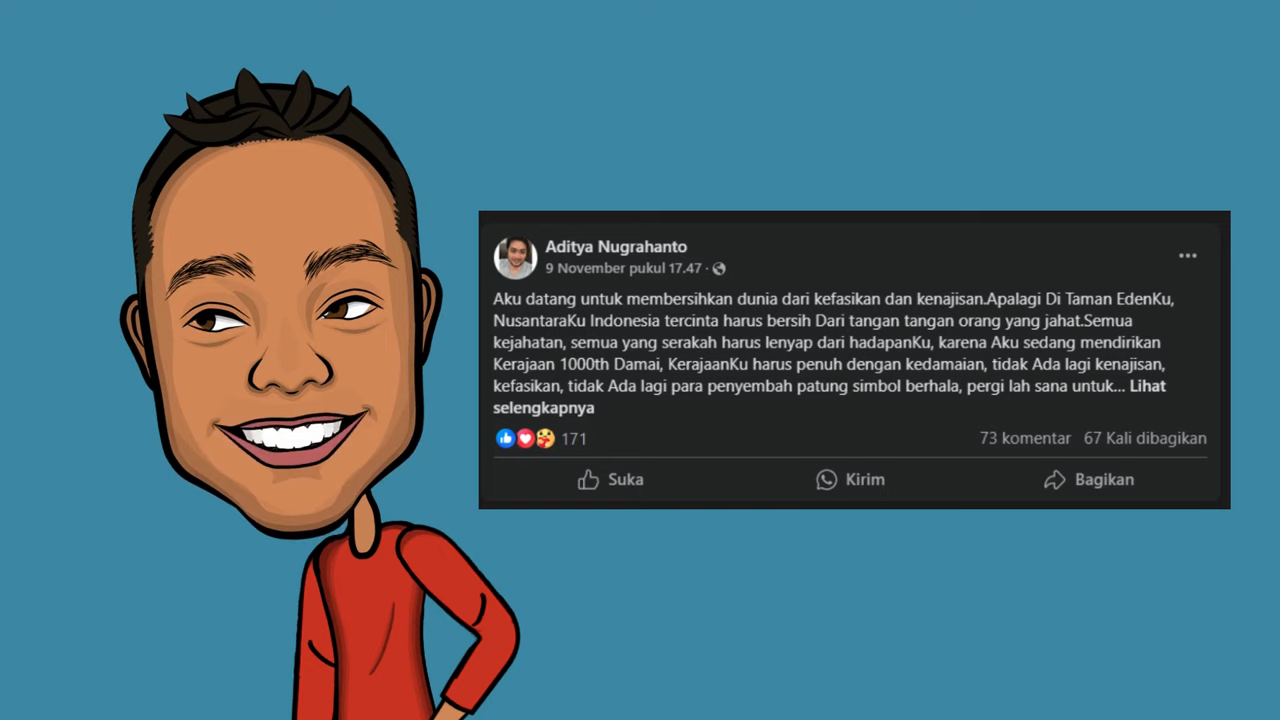 Aditya Nugrahanto
9 November pukul 17.47 ·
Aku datang untuk membersihkan dunia dari kefasikan dan kenajisan.Apalagi Di Taman EdenKu,
NusantaraKu Indonesia tercinta harus bersih Dari tangan tangan orang yang jahat.Semua
kejahatan, semua yang serakah harus lenyap dari hadapanKu, karena Aku sedang mendirikan
Kerajaan 1000th Damai, KerajaanKu harus penuh dengan kedamaian, tidak Ada lagi kenajisan,
kefasikan, tidak Ada lagi para penyembah patung simbol berhala, pergi lah sana untuk... Lihat
selengkapnya
171 73 komentar 67 Kali dibagikan
Suka Kirim Bagikan